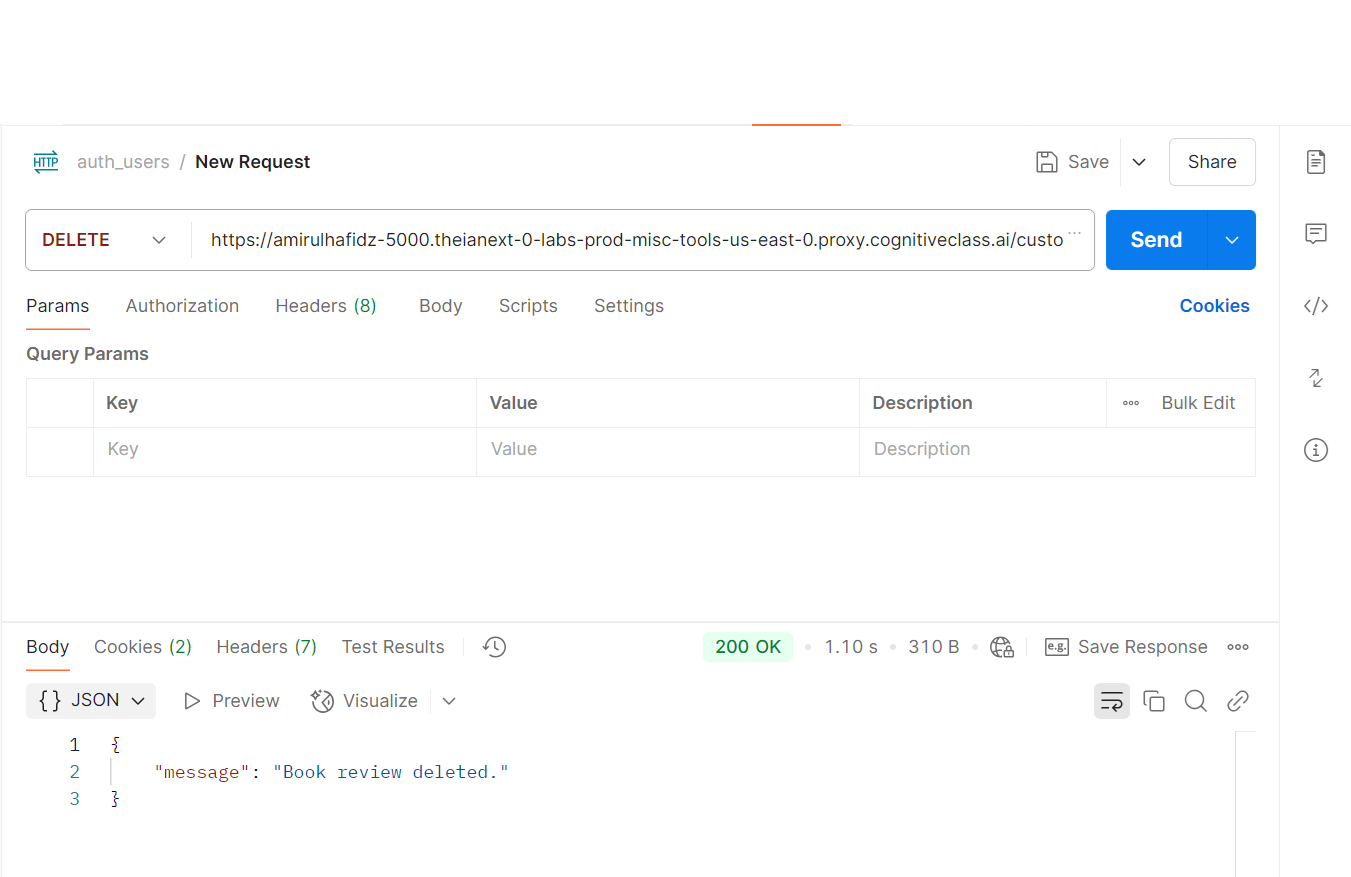 HTTP auth_users / New Request Save Share
DELETE https://amirulhafidz-5000.theianext-0-labs-prod-misc-tools-us-east-0.proxy.cognitiveclass.ai/custo ... Send
Params Authorization Headers (8) Body Scripts Settings Cookies
Query Params
Key Value Description Bulk Edit
Key Value Description
Body Cookies (2) Headers (7) Test Results 200 OK • 1.10 s • 310 B • e.g. Save Response
{} JSON Preview Visualize
1 {
2 "message": "Book review deleted."
3 }